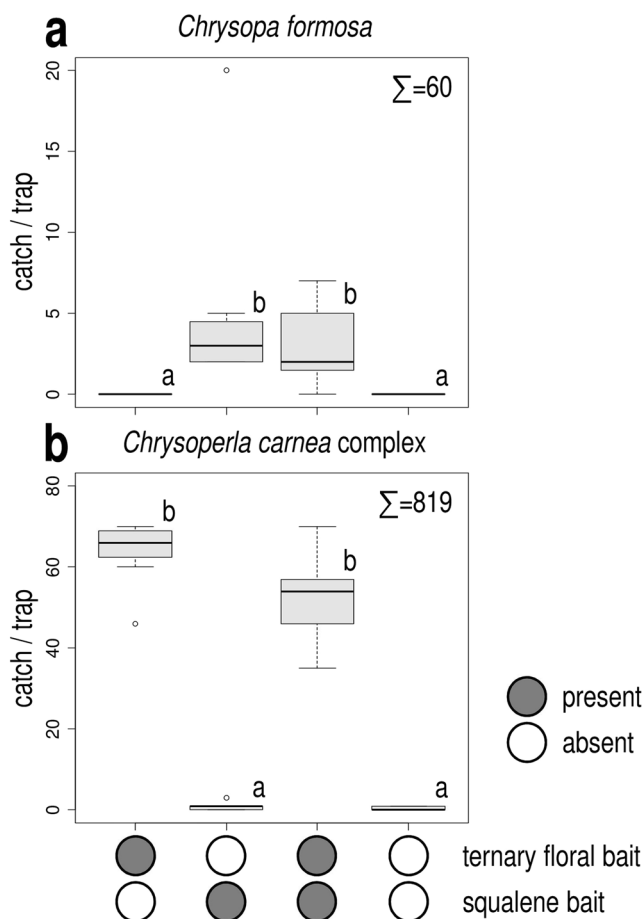 a Chrysopa formosa
∑=60
catch / trap
20
15
10
5
0
a
b
b
a
b Chrysoperla carnea complex
∑=819
catch / trap
80
60
40
20
0
b
a
b
a
present
absent
ternary floral bait
squalene bait